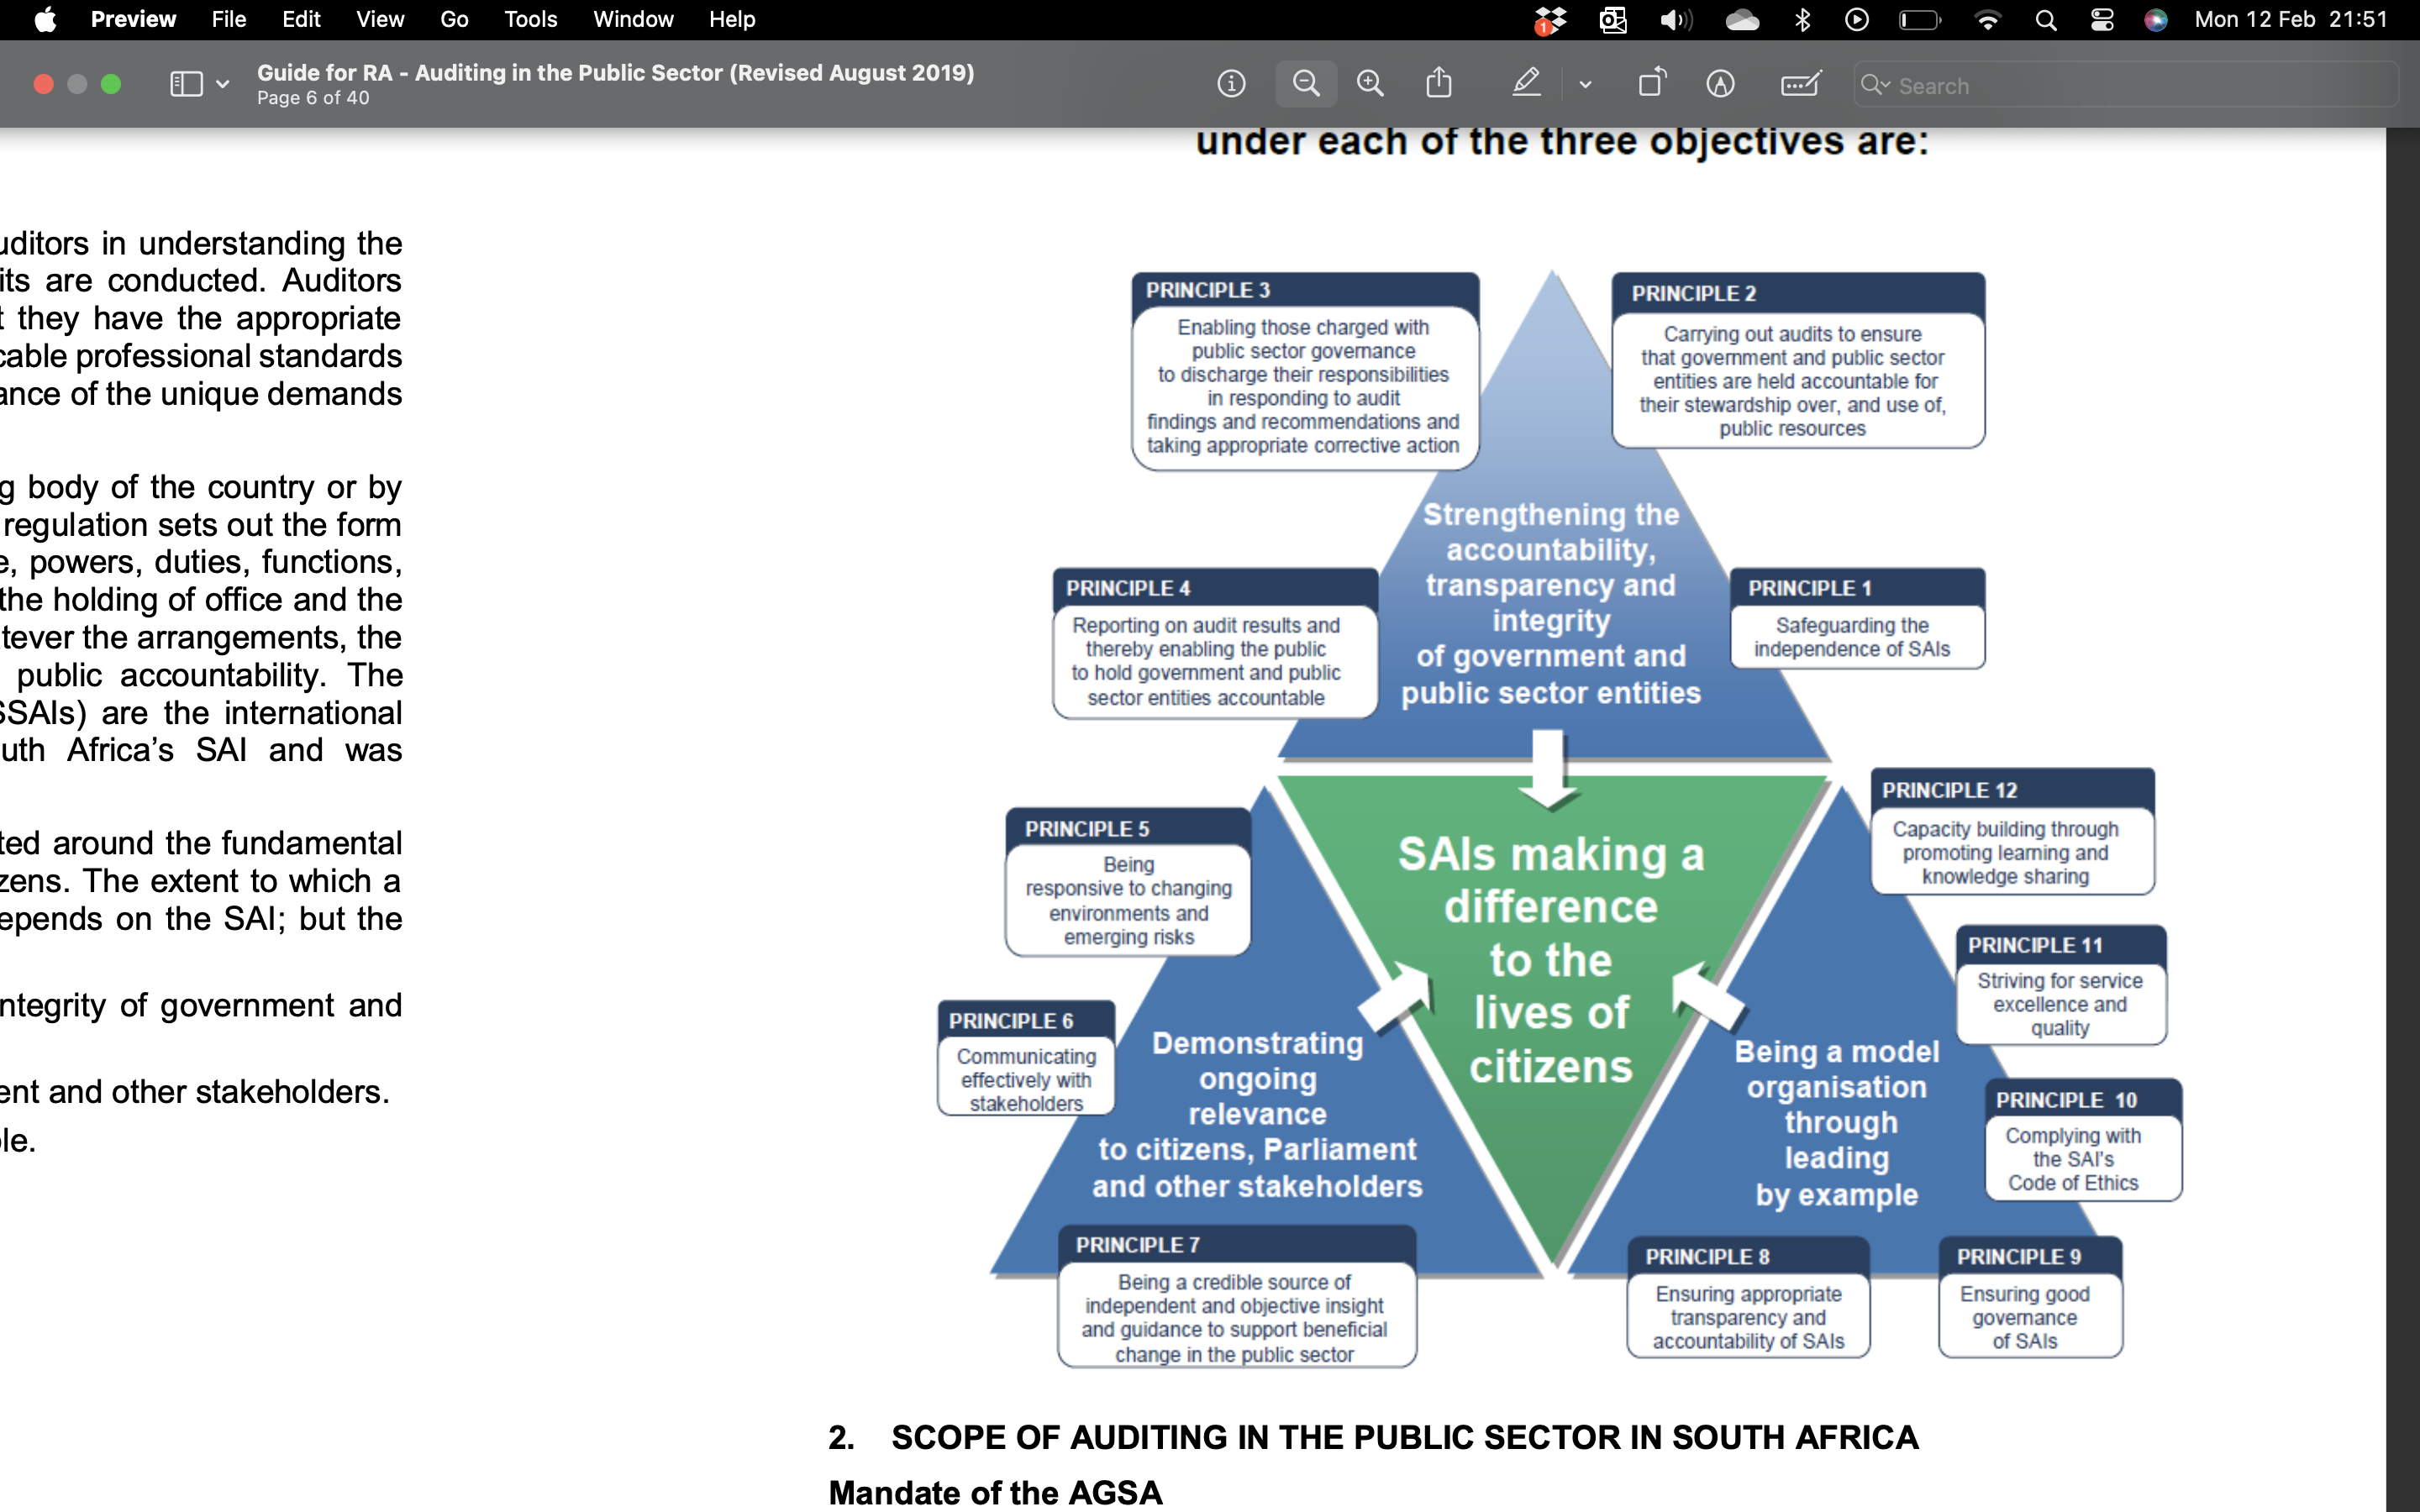 Preview File Edit View Go Tools Window Help
1
Mon 12 Feb 21:51
Guide for RA - Auditing in the Public Sector (Revised August 2019)
Page 6 of 40
Search
uditors in understanding the
its are conducted. Auditors
t they have the appropriate
cable professional standards
ance of the unique demands
g body of the country or by
regulation sets out the form
e, powers, duties, functions,
the holding of office and the
tever the arrangements, the
public accountability. The
SSAIs) are the international
uth Africa's SAI and was
ted around the fundamental
zens. The extent to which a
epends on the SAI; but the
ntegrity of government and
ent and other stakeholders.
le.
under each of the three objectives are:
PRINCIPLE 3
Enabling those charged with
public sector governance
to discharge their responsibilities
in responding to audit
findings and recommendations and
taking appropriate corrective action
PRINCIPLE 2
Carrying out audits to ensure
that government and public sector
entities are held accountable for
their stewardship over, and use of,
public resources
Strengthening the
accountability,
transparency and
integrity
of government and
public sector entities
PRINCIPLE 4
Reporting on audit results and
thereby enabling the public
to hold government and public
sector entities accountable
PRINCIPLE 1
Safeguarding the
independence of SAIs
PRINCIPLE 5
Being
responsive to changing
environments and
emerging risks
SAIs making a
difference
to the
lives of
citizens
PRINCIPLE 12
Capacity building through
promoting learning and
knowledge sharing
PRINCIPLE 11
Striving for service
excellence and
quality
PRINCIPLE 6
Communicating
effectively with
stakeholders
Demonstrating
ongoing
relevance
to citizens, Parliament
and other stakeholders
Being a model
organisation
through
leading
by example
PRINCIPLE 10
Complying with
the SAI's
Code of Ethics
PRINCIPLE 7
Being a credible source of
independent and objective insight
and guidance to support beneficial
change in the public sector
PRINCIPLE 8
Ensuring appropriate
transparency and
accountability of SAIs
PRINCIPLE 9
Ensuring good
governance
of SAIs
2. SCOPE OF AUDITING IN THE PUBLIC SECTOR IN SOUTH AFRICA
Mandate of the AGSA